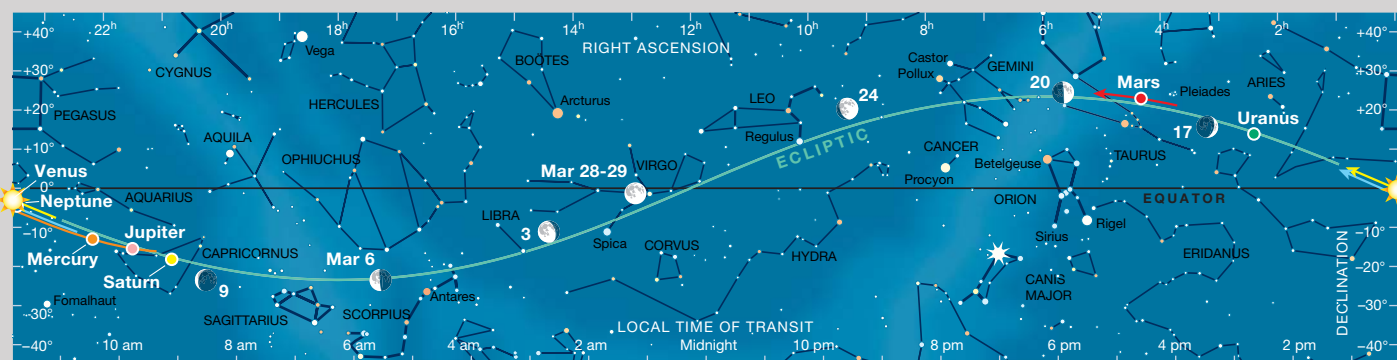 22h 20h 18h 16h 14h 12h 10h 8h 6h 4h 2h
+40° +40°
RIGHT ASCENSION
Vega
CYGNUS
BOÖTES
Castor
Pollux
GEMINI
20
Mars
+30° +30°
ARIES
HERCULES
Arcturus
LEO
24
Pleiades
PEGASUS
+20° +20°
Uranus
17
AQUILA
Regulus
ECLIPTIC
+10° +10°
OPHIUCHUS
CANCER
Betelgeuse
TAURUS
Venus
Mar 28-29
VIRGO
Procyon
Neptune
0° 0°
AQUARIUS
ORION
EQUATOR
LIBRA
3
Spica
Rigel
Sirius
–10° –10°
Jupiter
Mercury
CAPRICORNUS
Mar 6
CORVUS
HYDRA
ERIDANUS
Saturn
–20
9
CANIS
MAJOR
DECLINATION
Fomalhaut
Antares
–30° –30°
SAGITTARIUS
SCORPIUS
LOCAL TIME OF TRANSIT
–40° 10 am 8 am 6 am 4 am 2 am Midnight 10 pm 8 pm 6 pm 4 pm 2 pm –40°